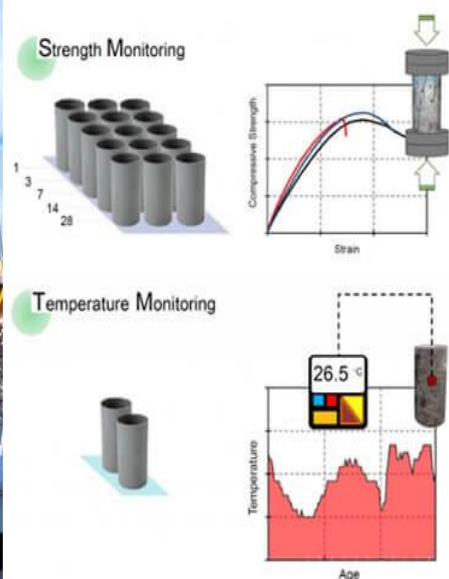 Strength Monitoring
1
3
7
14
28
Compressive Strength
Strain
Temperature Monitoring
26.5 °C
Temperature
Age